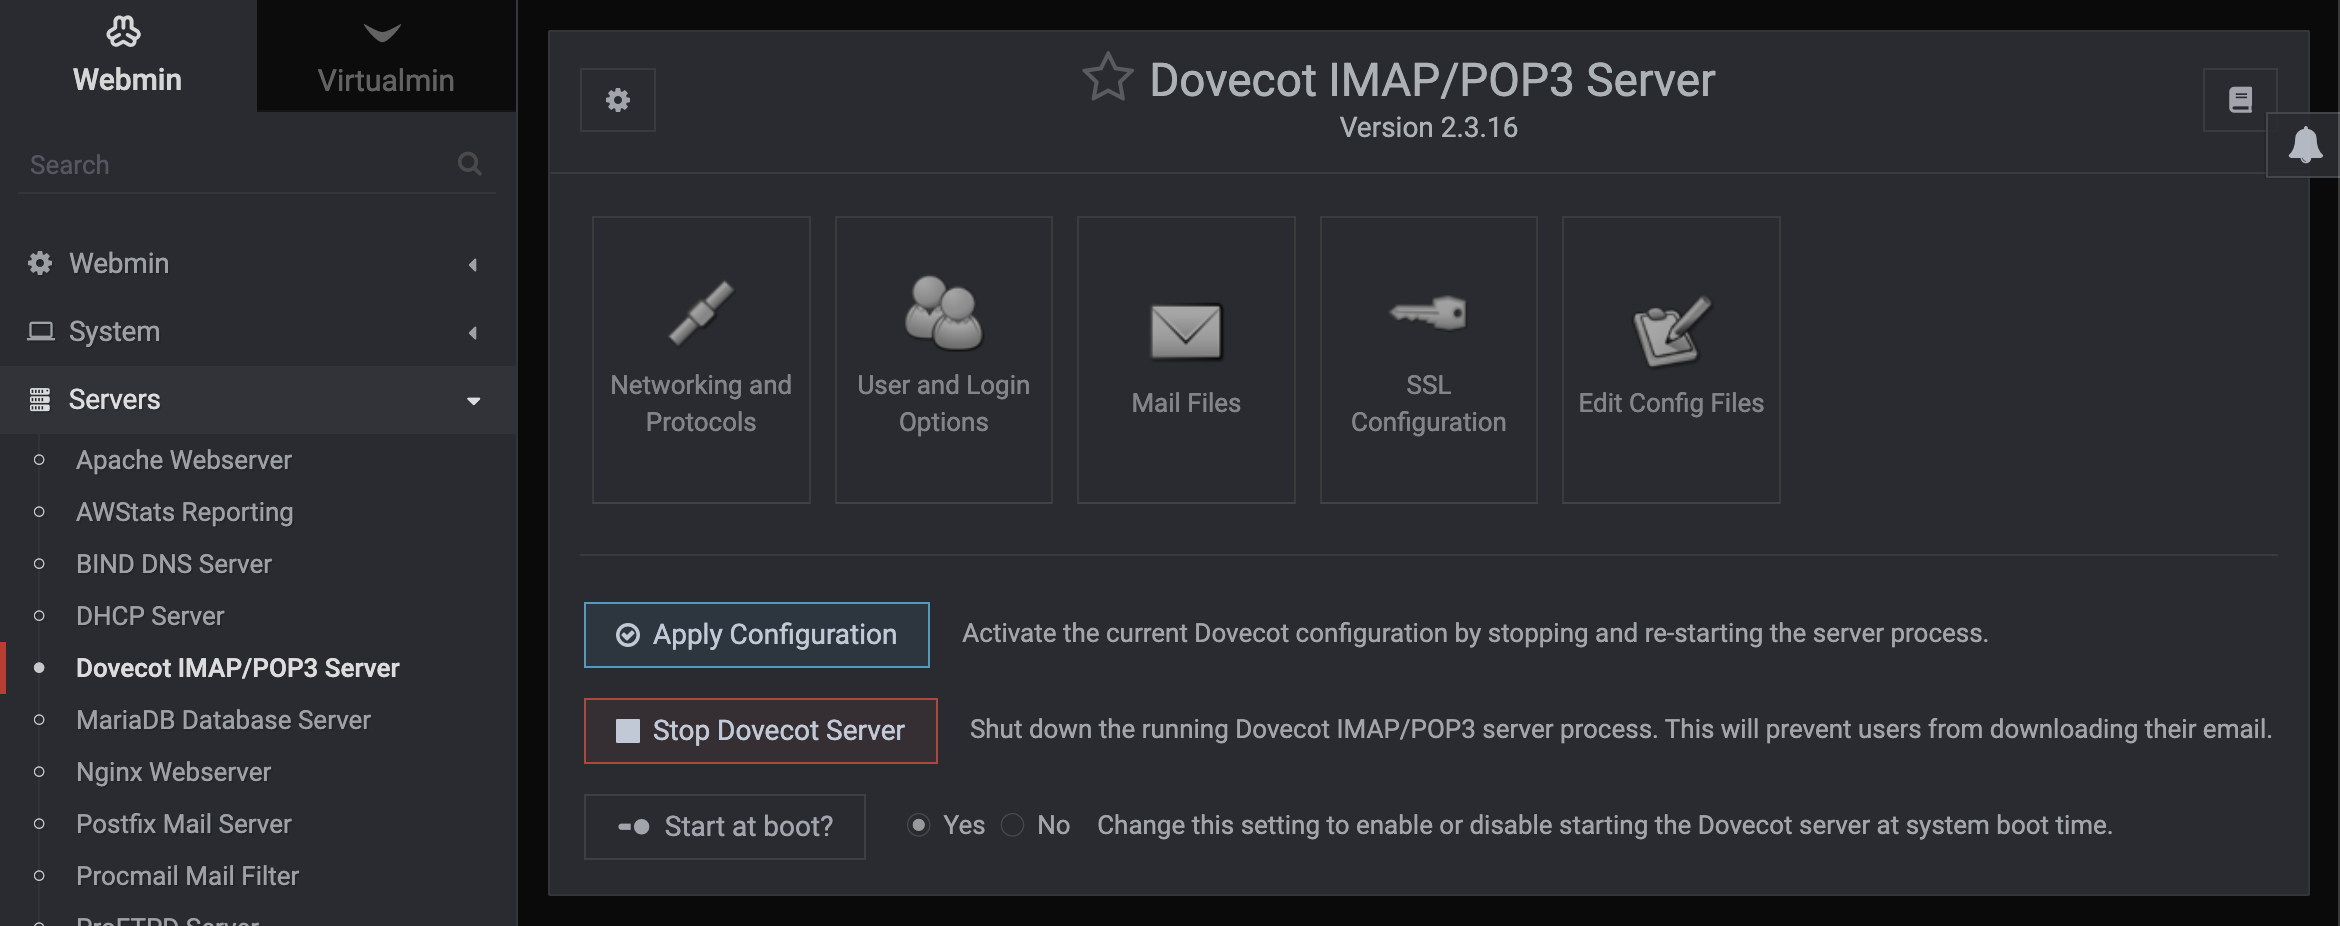 Webmin
Virtualmin
Search
Webmin
System
Servers
Apache Webserver
AWStats Reporting
BIND DNS Server
DHCP Server
Dovecot IMAP/POP3 Server
MariaDB Database Server
Nginx Webserver
Postfix Mail Server
Procmail Mail Filter
ProFTPD Server
Dovecot IMAP/POP3 Server
Version 2.3.16
Networking and
Protocols
User and Login
Options
Mail Files
SSL
Configuration
Edit Config Files
Apply Configuration
Activate the current Dovecot configuration by stopping and re-starting the server process.
Stop Dovecot Server
Shut down the running Dovecot IMAP/POP3 server process. This will prevent users from downloading their email.
Start at boot?
Yes No Change this setting to enable or disable starting the Dovecot server at system boot time.